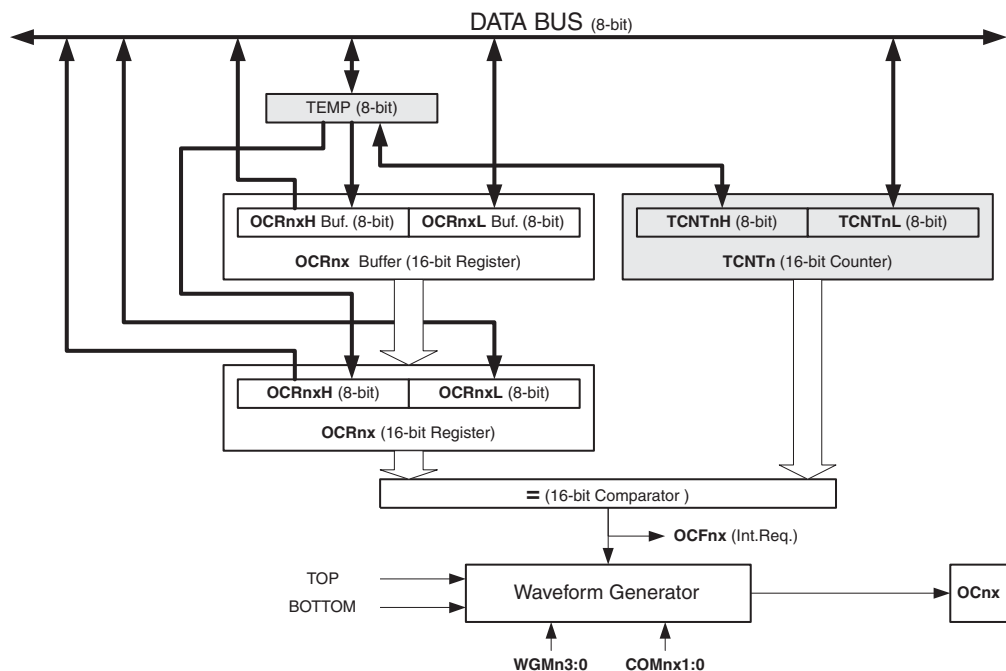 DATA BUS (8-bit)
TEMP (8-bit)
OCRnxH Buf. (8-bit) OCRnxL Buf. (8-bit)
OCRnx Buffer (16-bit Register)
TCNTnH (8-bit) TCNTnL (8-bit)
TCNTn (16-bit Counter)
OCRnxH (8-bit) OCRnxL (8-bit)
OCRnx (16-bit Register)
= (16-bit Comparator )
OCFnx (Int.Req.)
TOP
BOTTOM
Waveform Generator
OCnx
WGMn3:0 COMnx1:0